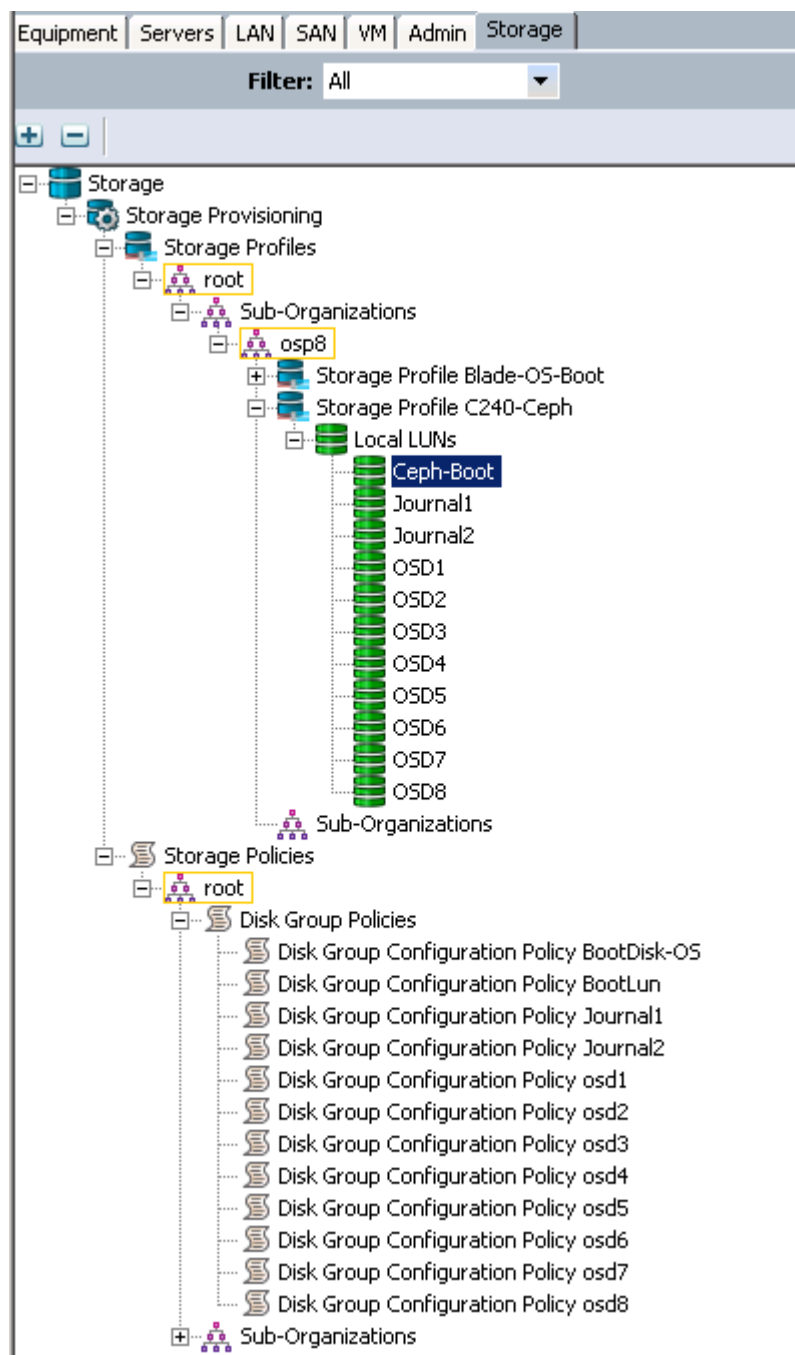 Equipment Servers LAN SAN VM Admin Storage
Filter: All
Storage
Storage Provisioning
Storage Profiles
root
Sub-Organizations
osp8
Storage Profile Blade-OS-Boot
Storage Profile C240-Ceph
Local LUNs
Ceph-Boot
Journal1
Journal2
OSD1
OSD2
OSD3
OSD4
OSD5
OSD6
OSD7
OSD8
Sub-Organizations
Storage Policies
root
Disk Group Policies
Disk Group Configuration Policy BootDisk-OS
Disk Group Configuration Policy BootLun
Disk Group Configuration Policy Journal1
Disk Group Configuration Policy Journal2
Disk Group Configuration Policy osd1
Disk Group Configuration Policy osd2
Disk Group Configuration Policy osd3
Disk Group Configuration Policy osd4
Disk Group Configuration Policy osd5
Disk Group Configuration Policy osd6
Disk Group Configuration Policy osd7
Disk Group Configuration Policy osd8
Sub-Organizations